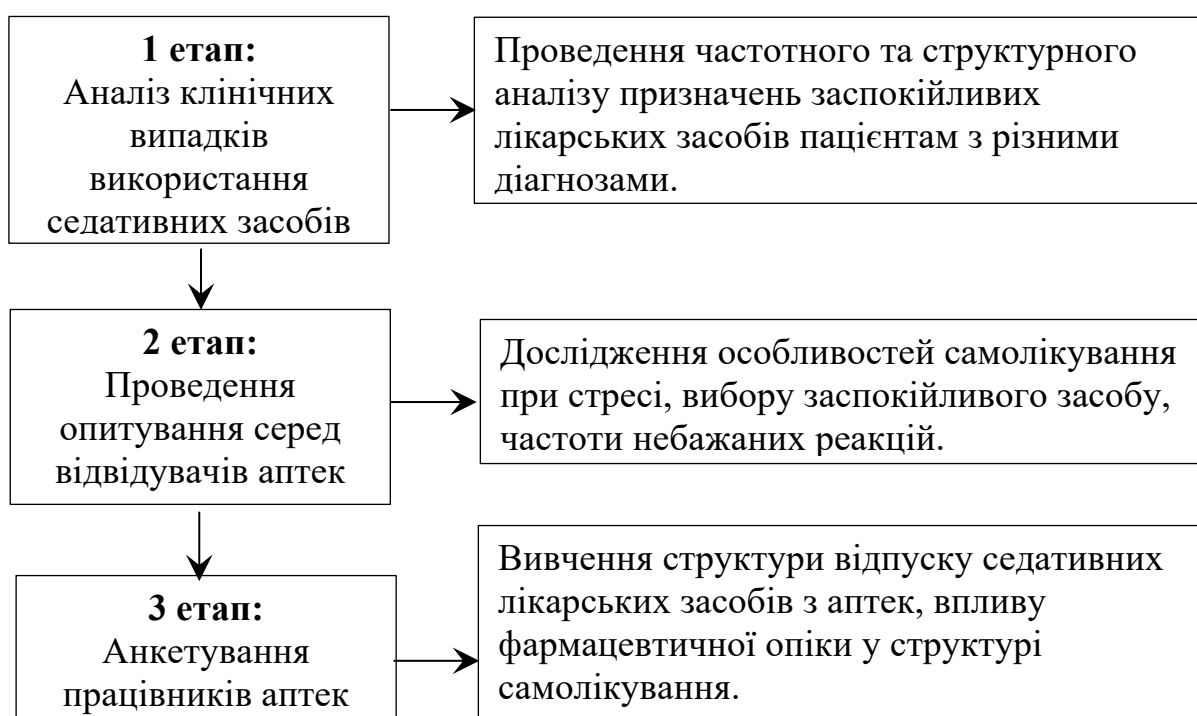 1 етап:
Аналіз клінічних
випадків
використання
седативних засобів
Проведення частотного та структурного
аналізу призначень заспокійливих
лікарських засобів пацієнтам з різними
діагнозами.
2 етап:
Проведення
опитування серед
відвідувачів аптек
Дослідження особливостей самолікування
при стресі, вибору заспокійливого засобу,
частоти небажаних реакцій.
3 етап:
Анкетування
працівників аптек
Вивчення структури відпуску седативних
лікарських засобів з аптек, впливу
фармацевтичної опіки у структурі
самолікування.